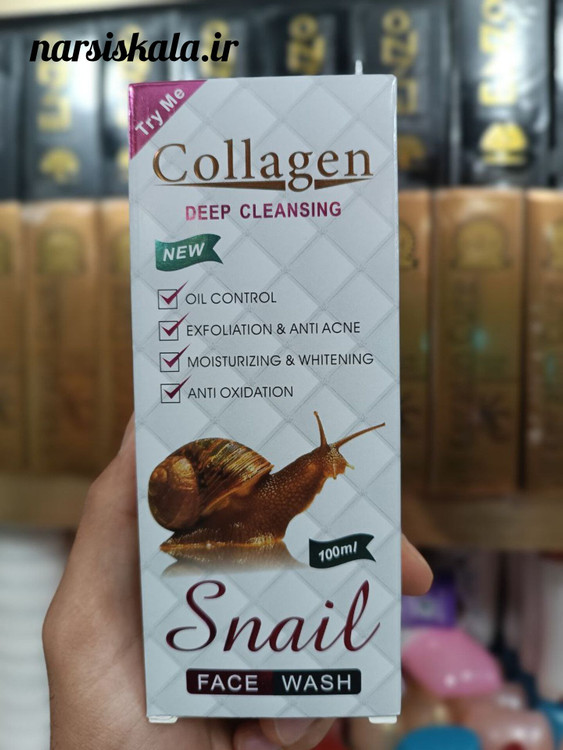 narsiskala.ir
Try Me
Collagen
DEEP CLEANSING
NEW
OIL CONTROL
EXFOLIATION & ANTI ACNE
MOISTURIZING & WHITENING
ANTI OXIDATION
100ml
Snail
FACE WASH